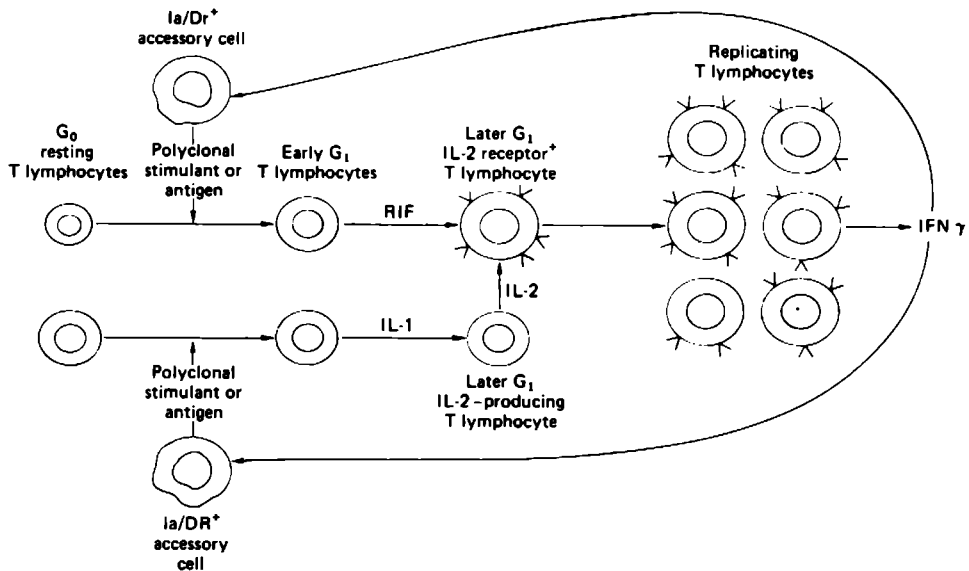 Ia/Dr+
accessory cell
Replicating
T lymphocytes
G0
resting
T lymphocytes
Polyclonal
stimulant or
antigen
Early G1
T lymphocytes
Later G1
IL-2 receptor+
T lymphocyte
RIF
IFN γ
IL-2
IL-1
Polyclonal
stimulant or
antigen
Later G1
IL-2-producing
T lymphocyte
Ia/DR+
accessory
cell